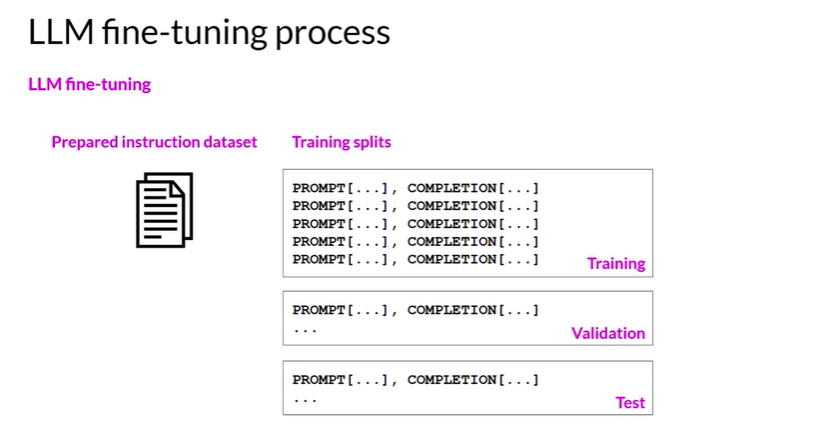 LLM fine-tuning process
LLM fine-tuning
Prepared instruction dataset
Training splits
PROMPT[...], COMPLETION[...]
PROMPT[...], COMPLETION[...]
PROMPT[...], COMPLETION[...]
PROMPT[...], COMPLETION[...]
PROMPT[...], COMPLETION[...]
Training
PROMPT[...], COMPLETION[...]
...
Validation
PROMPT[...], COMPLETION[...]
...
Test